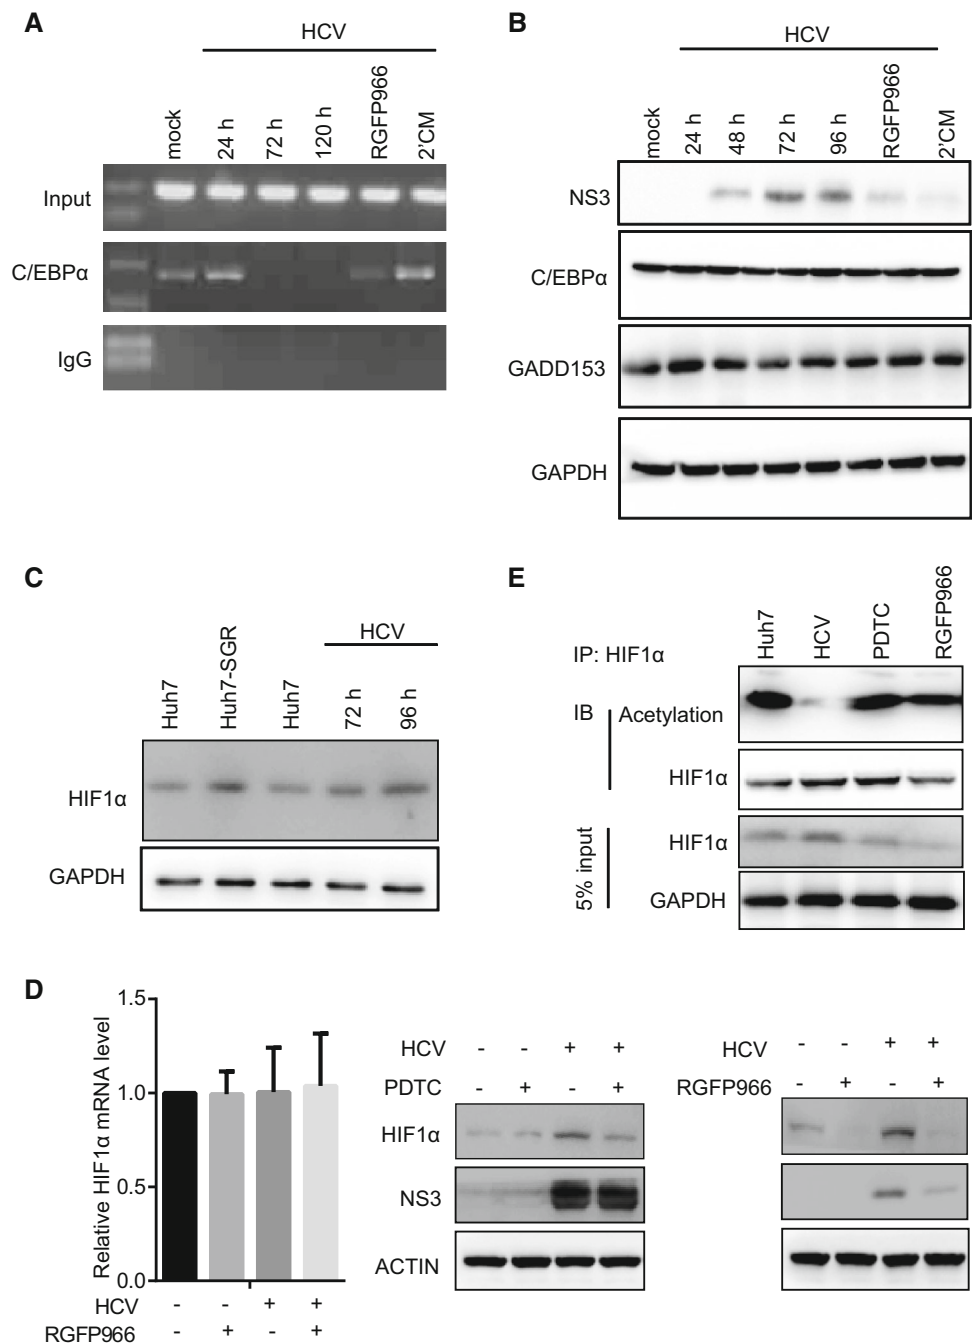 A
HCV
mock
24 h
72 h
120 h
RGFP966
2'CM
Input
C/EBPα
IgG
B
HCV
mock
24 h
48 h
72 h
96 h
RGFP966
2'CM
NS3
C/EBPα
GADD153
GAPDH
C
HCV
Huh7
Huh7-SGR
Huh7
72 h
96 h
HIF1α
GAPDH
E
Huh7
HCV
PDTC
RGFP966
IP: HIF1α
IB
Acetylation
HIF1α
5% input
HIF1α
GAPDH
D
Relative HIF1α mRNA level
1.5
1.0
0.5
0.0
HCV - - + +
RGFP966 - + - +
HCV - - + +
PDTC - + - +
HIF1α
NS3
ACTIN
HCV - - + +
RGFP966 - + - +